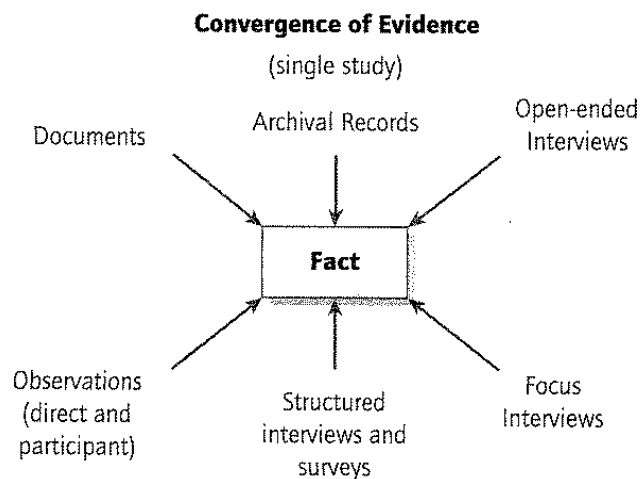 Convergence of Evidence
(single study)
Documents
Archival Records
Open-ended
Interviews
Fact
Observations
(direct and
participant)
Structured
interviews and
surveys
Focus
Interviews